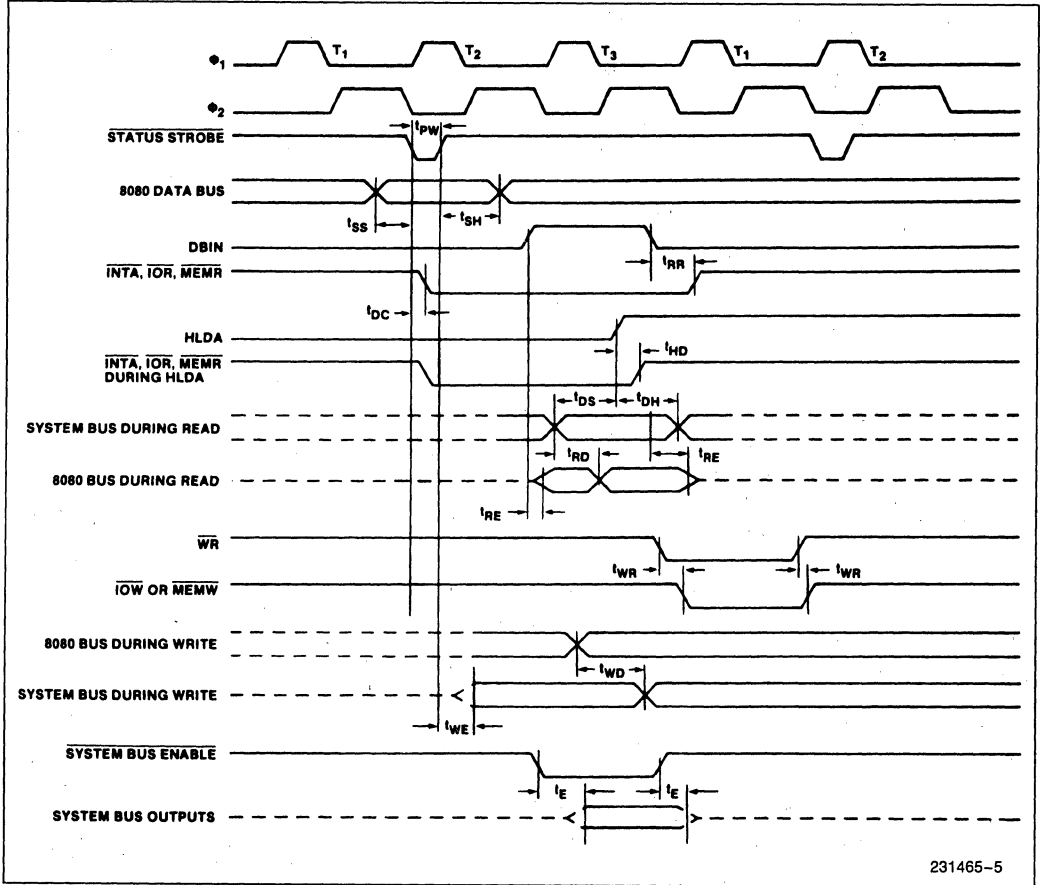 T1 T2 T3 T1 T2
Φ1
Φ2
tPW
STATUS STROBE
8080 DATA BUS
tSS tSH
DBIN
tRR
INTA, IOR, MEMR
tDC
HLDA
tHD
INTA, IOR, MEMR
DURING HLDA
tDS tDH
SYSTEM BUS DURING READ
tRD tRE
8080 BUS DURING READ
tRE
WR
tWR tWR
IOW OR MEMW
8080 BUS DURING WRITE
tWD
SYSTEM BUS DURING WRITE
tWE
SYSTEM BUS ENABLE
tE tE
SYSTEM BUS OUTPUTS
231465-5